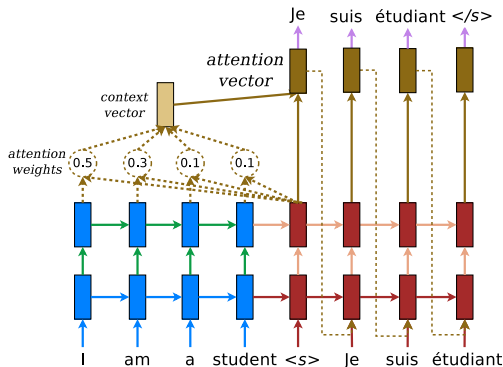 Je suis étudiant </s>
attention
vector
context
vector
attention
weights
0.5 0.3 0.1 0.1
I am a student <s> Je suis étudiant